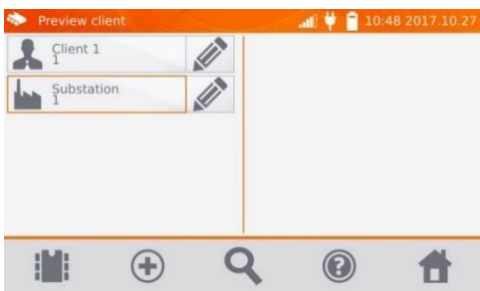 Preview client 10:48 2017.10.27
Client 1
1
Substation
1
?